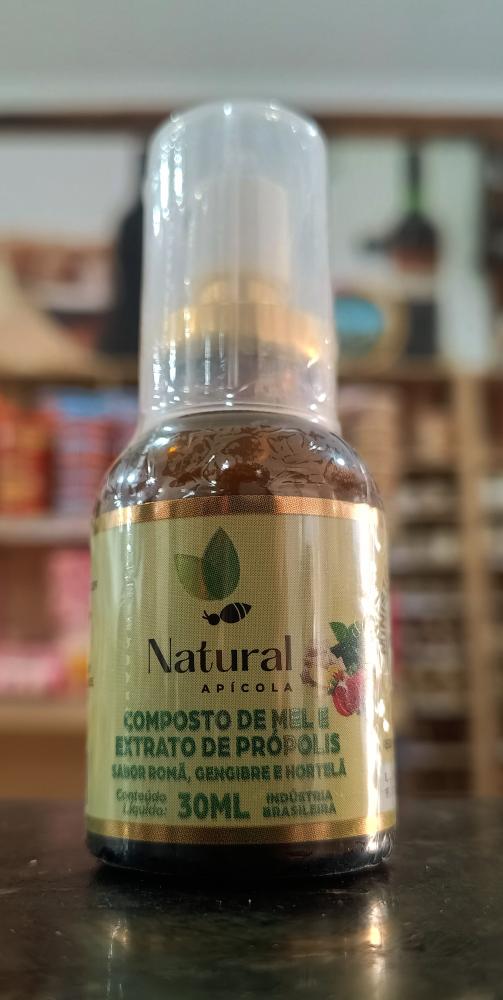 Natural
APÍCOLA
COMPOSTO DE MEL E
EXTRATO DE PRÓPOLIS
SABOR ROMÃ, GENGIBRE E HORTELÃ
Conteúdo
Líquido: 30ML INDÚSTRIA
BRASILEIRA